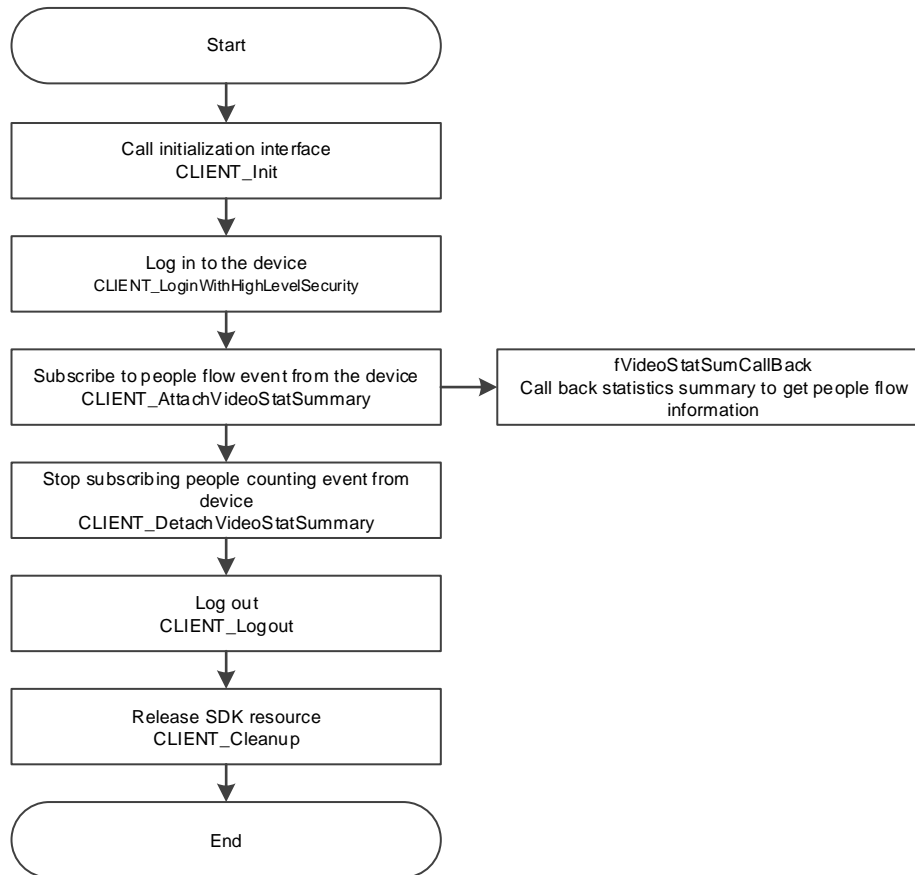 Start
Call initialization interface
CLIENT_Init
Log in to the device
CLIENT_LoginWithHighLevelSecurity
Subscribe to people flow event from the device
CLIENT_AttachVideoStatSummary
fVideoStatSumCallBack
Call back statistics summary to get people flow
information
Stop subscribing people counting event from
device
CLIENT_DetachVideoStatSummary
Log out
CLIENT_Logout
Release SDK resource
CLIENT_Cleanup
End